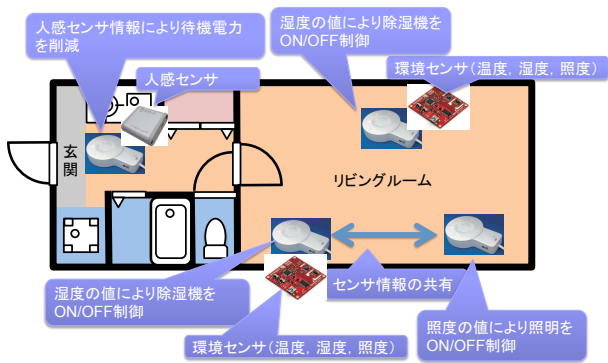 人感センサ情報により待機電力
を削減
湿度の値により除湿機を
ON/OFF制御
人感センサ
環境センサ(温度, 湿度, 照度)
玄関
リビングルーム
湿度の値により除湿機を
ON/OFF制御
センサ情報の共有
照度の値により照明を
ON/OFF制御
環境センサ(温度, 湿度, 照度)